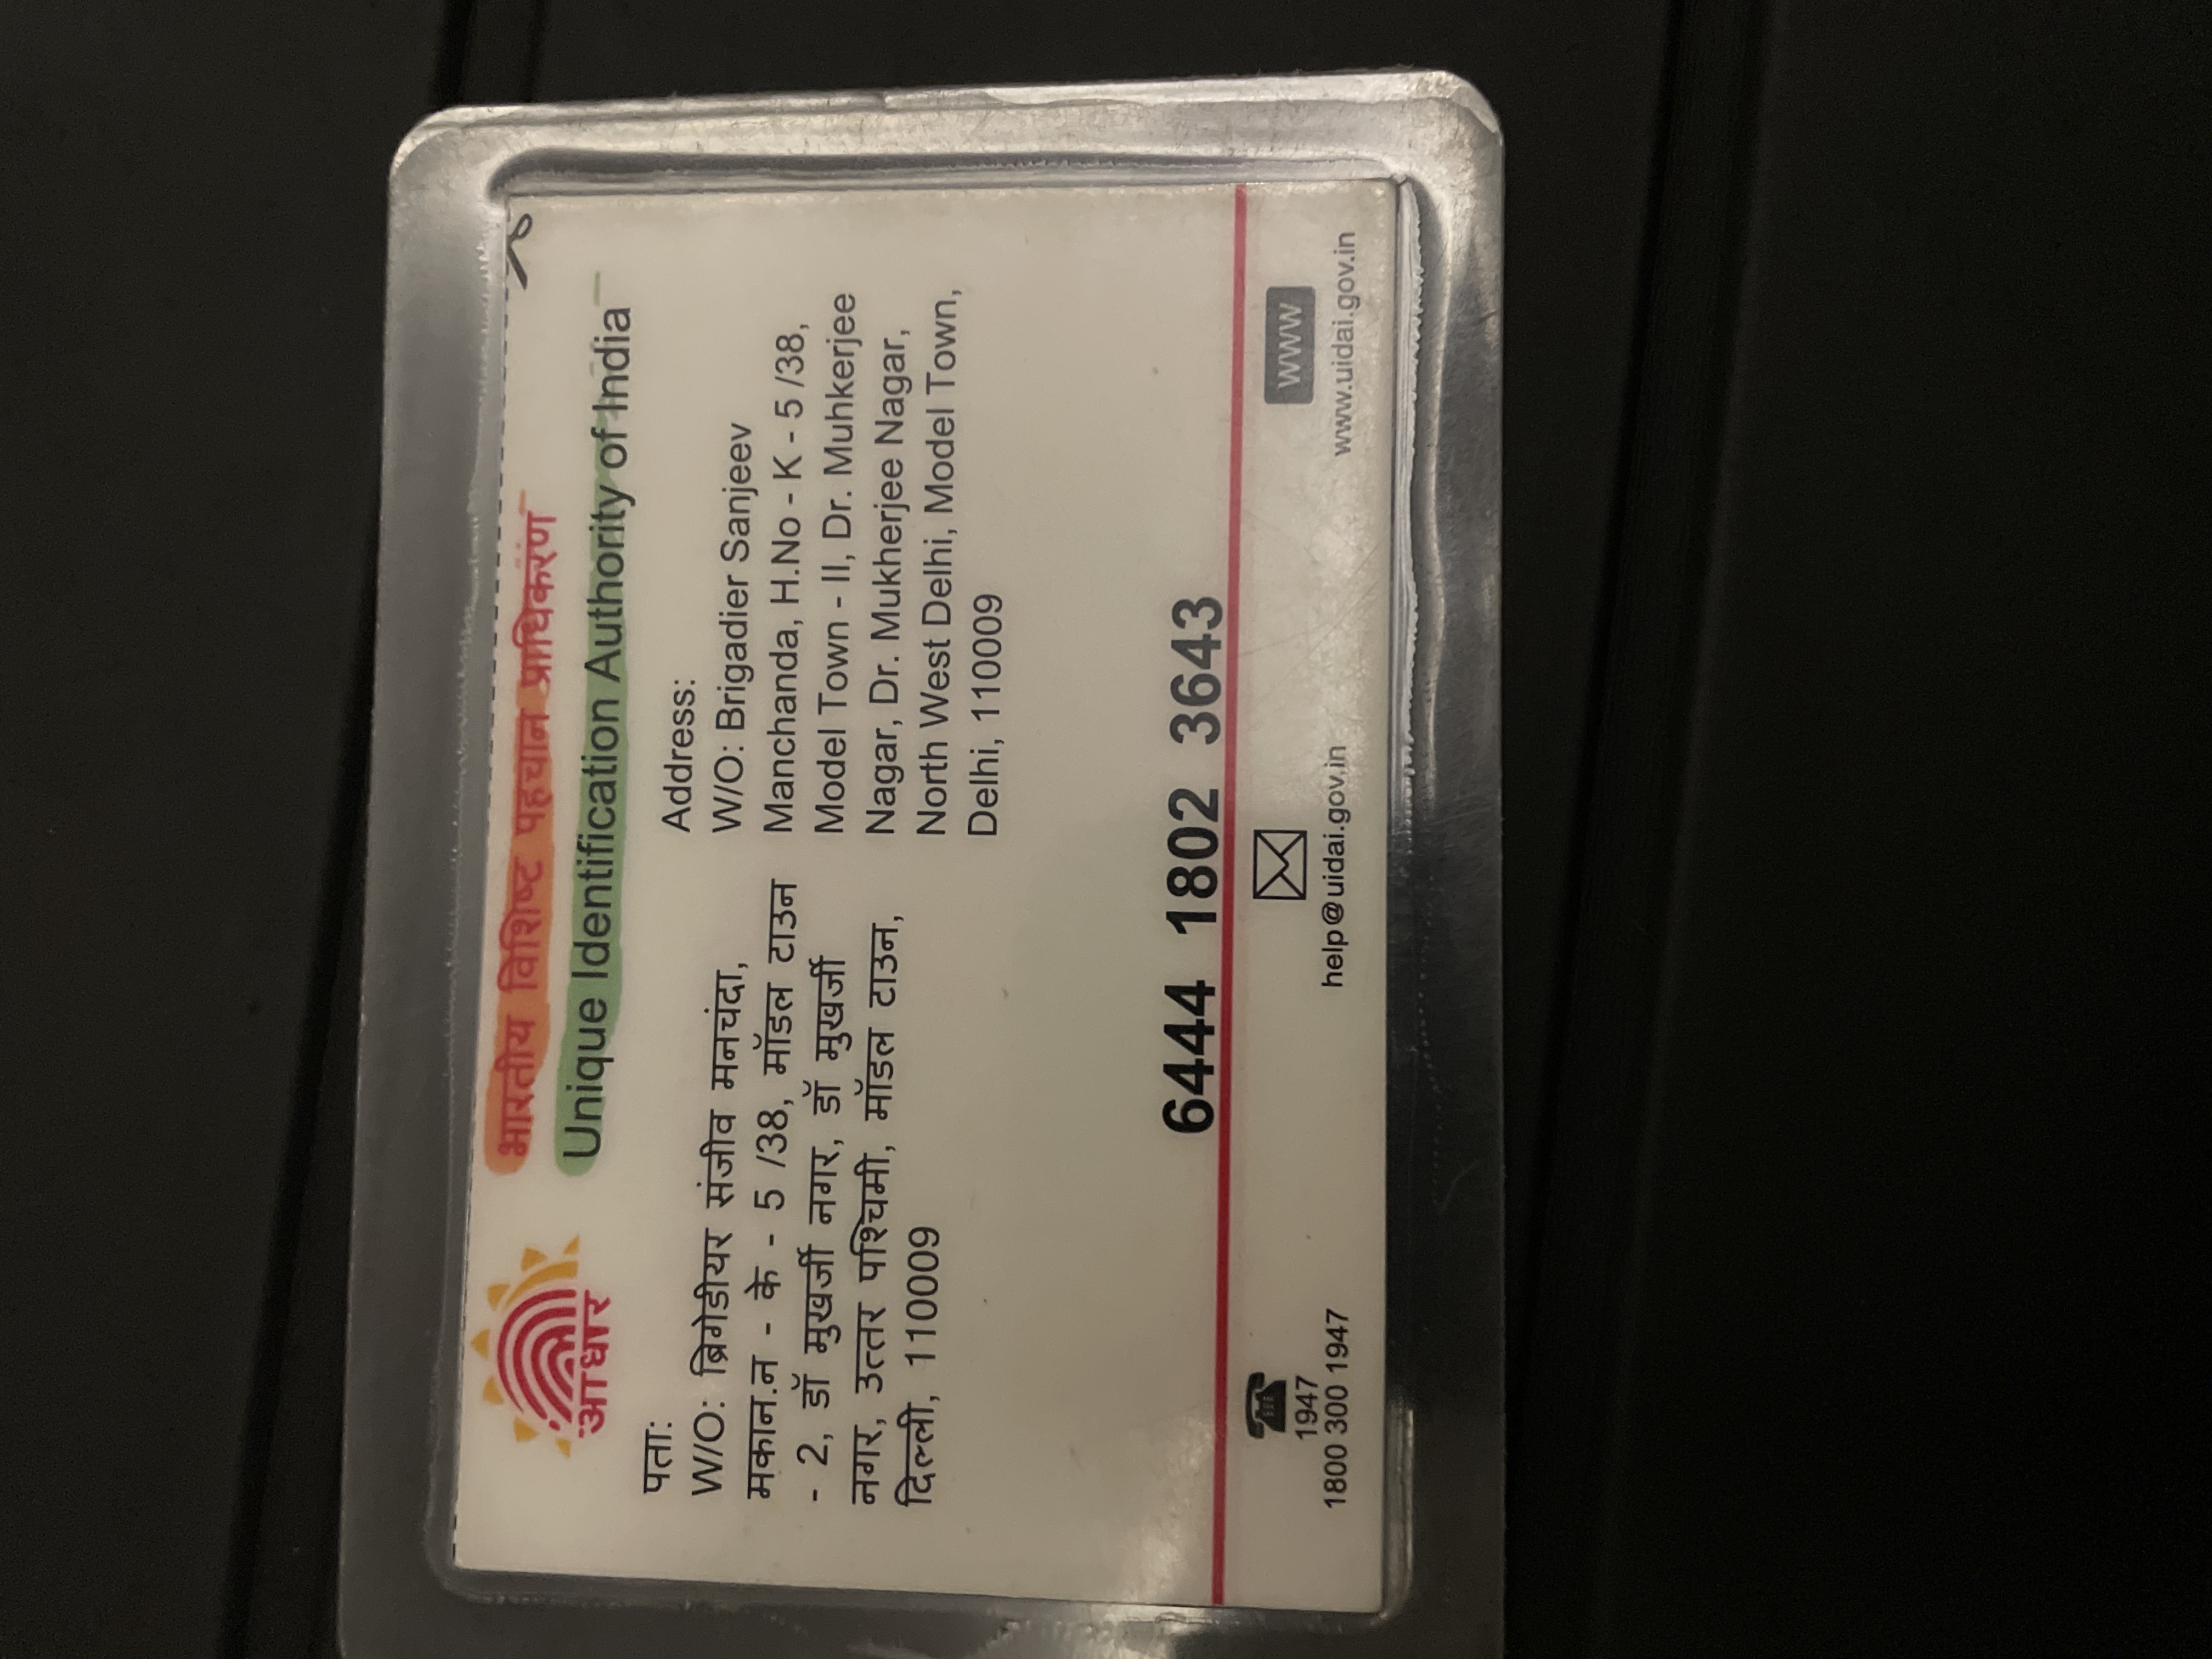 भारतीय विशिष्ट पहचान प्राधिकरण
Unique Identification Authority of India
आधार
पता:
W/O: ब्रिगेडीयर संजीव मनचंदा,
मकान.न - के - 5 /38, मॉडल टाउन
- 2, डॉ मुखर्जी नगर, डॉ मुखर्जी
नगर, उत्तर पश्चिमी, मॉडल टाउन,
दिल्ली, 110009
Address:
W/O: Brigadier Sanjeev
Manchanda, H.No - K - 5 /38,
Model Town - II, Dr. Muhkerjee
Nagar, Dr. Mukherjee Nagar,
North West Delhi, Model Town,
Delhi, 110009
6444 1802 3643
1947
1800 300 1947
help@uidai.gov.in
WWW
www.uidai.gov.in